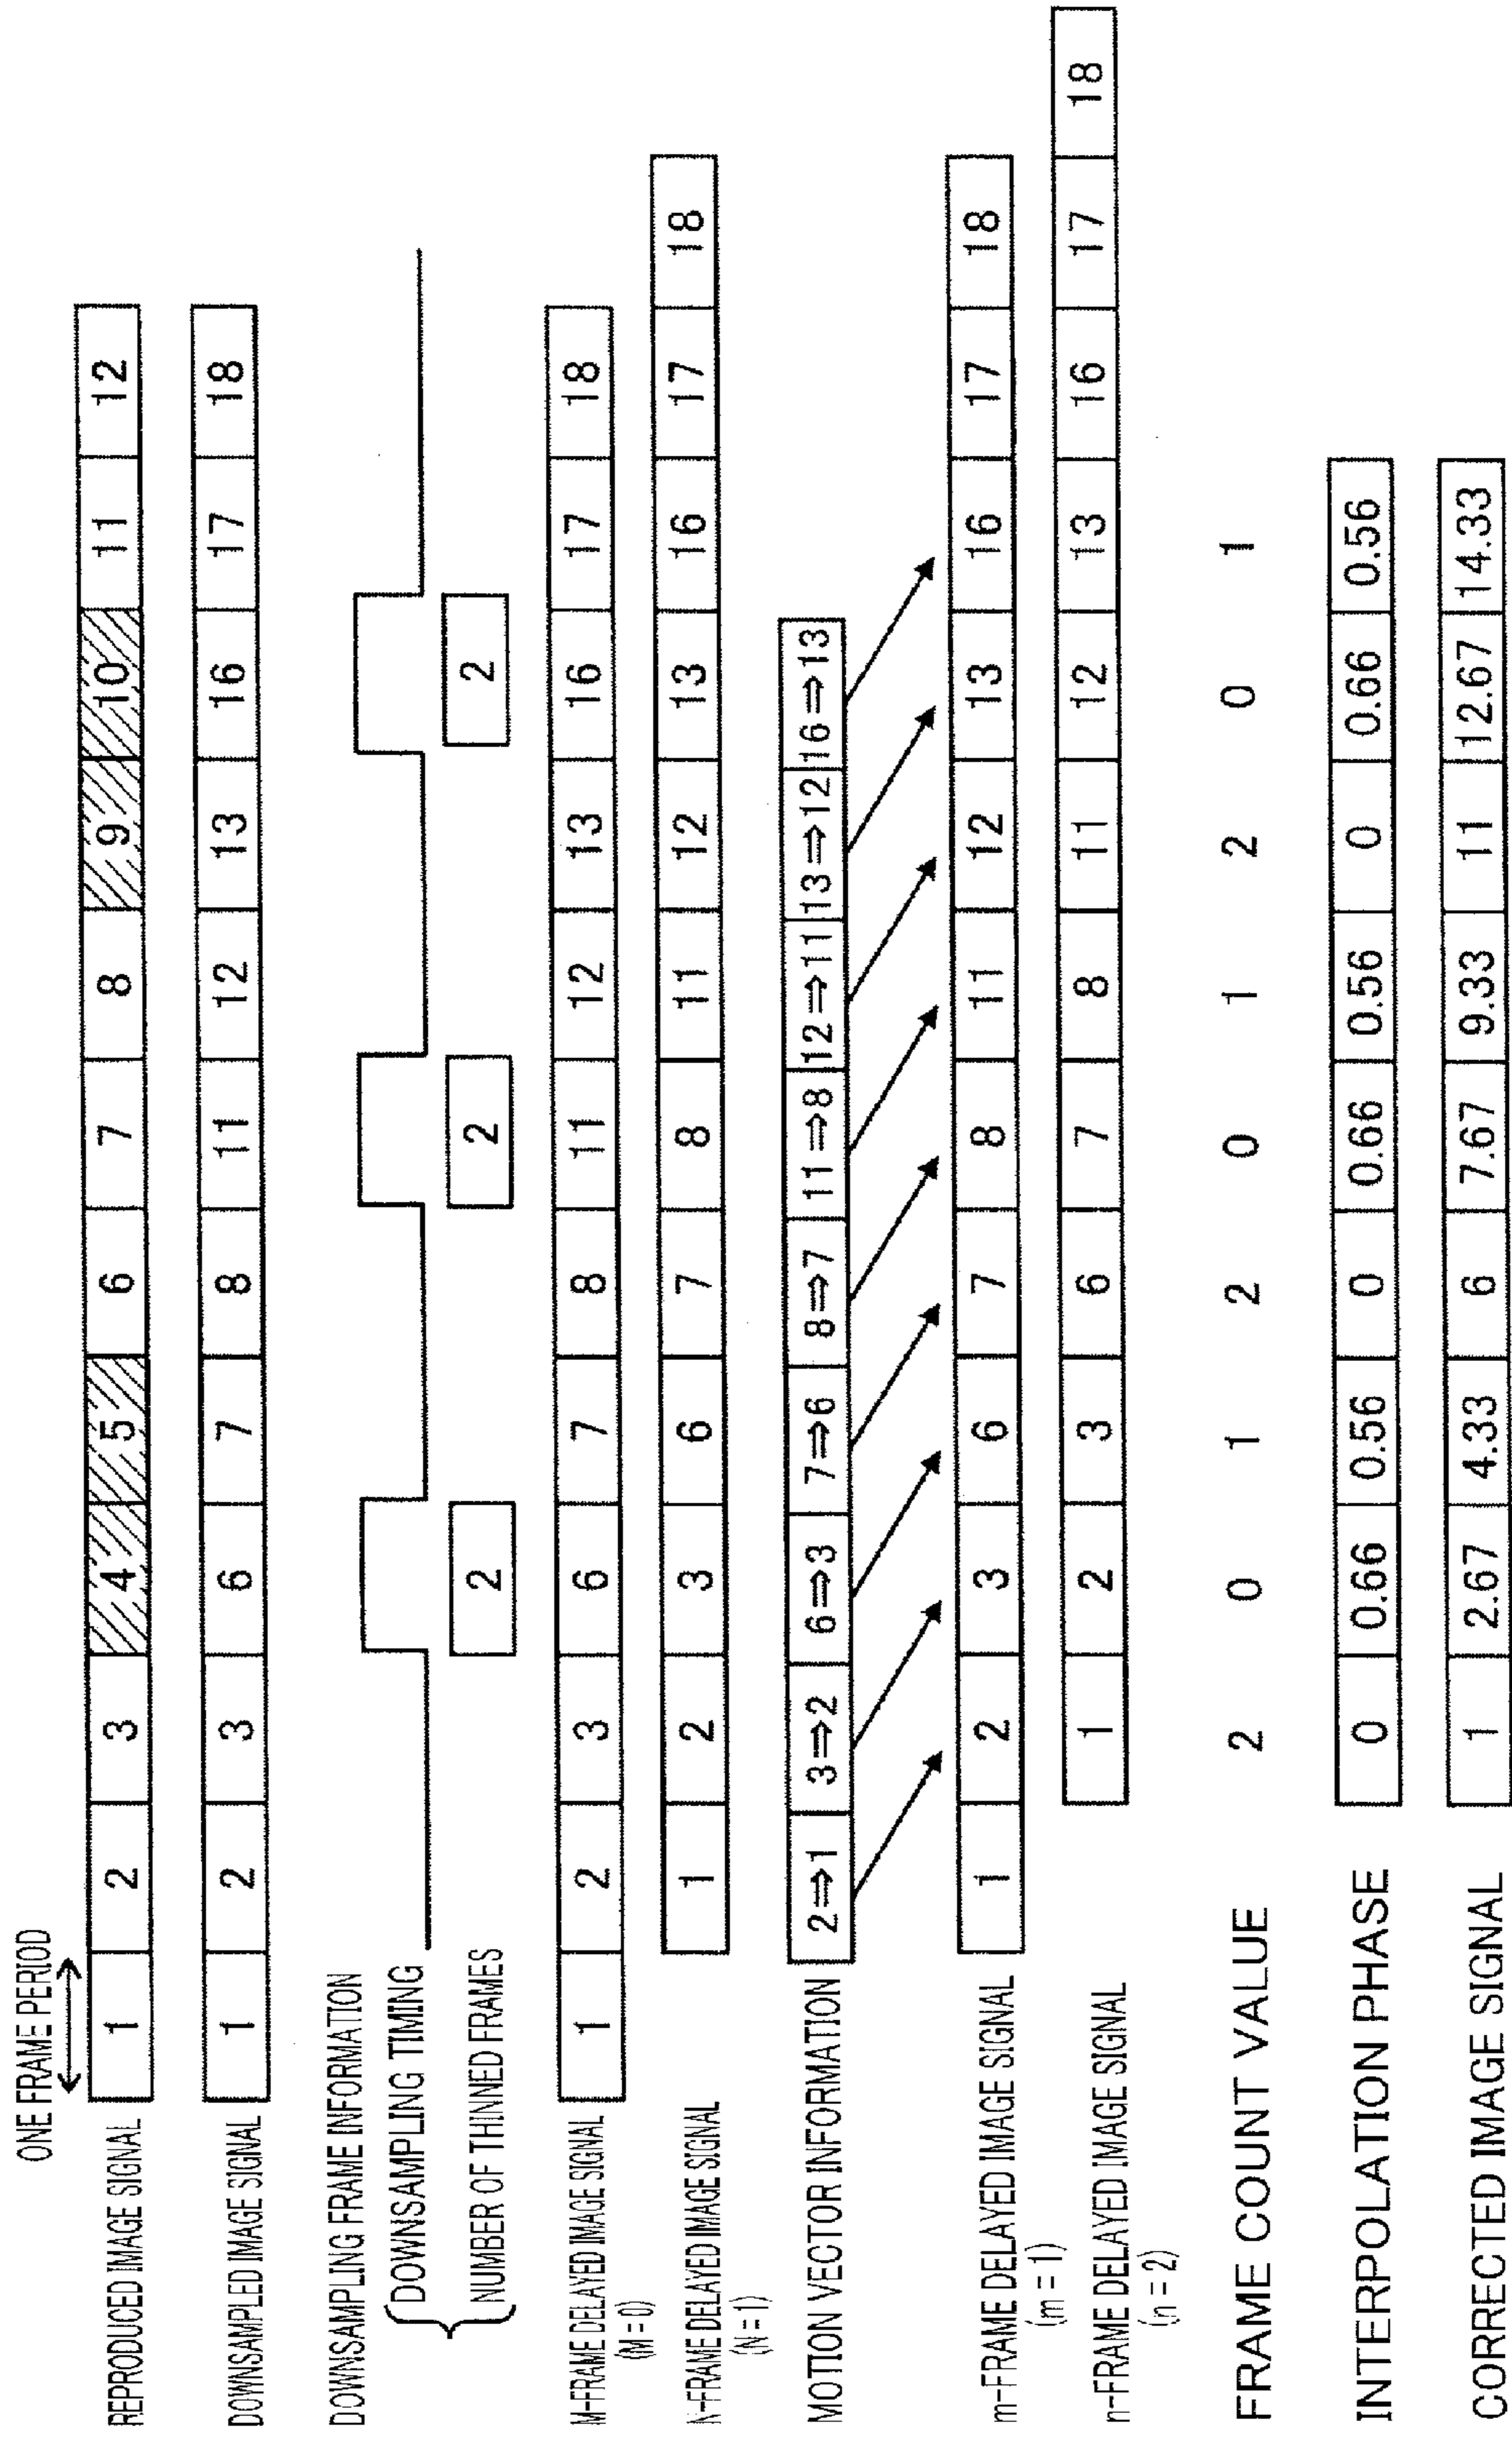 ONE FRAME PERIOD
REPRODUCED IMAGE SIGNAL 1 2 3 4 5 6 7 8 9 10 11 12
DOWNSAMPLED IMAGE SIGNAL 1 2 3 6 7 8 11 12 13 16 17 18
DOWNSAMPLING FRAME INFORMATION
DOWNSAMPLING TIMING
NUMBER OF THINNED FRAMES 2 2 2
M-FRAME DELAYED IMAGE SIGNAL 1 2 3 6 7 8 11 12 13 16 17 18
(M = 0)
N-FRAME DELAYED IMAGE SIGNAL 1 2 3 6 7 8 11 12 13 16 17 18
(N = 1)
MOTION VECTOR INFORMATION 2⇒1 3⇒2 6⇒3 7⇒6 8⇒7 11⇒8 12⇒11 13⇒12 16⇒13
m-FRAME DELAYED IMAGE SIGNAL 1 2 3 6 7 8 11 12 13 16 17 18
(m = 1)
n-FRAME DELAYED IMAGE SIGNAL 1 2 3 6 7 8 11 12 13 16 17 18
(n = 2)
FRAME COUNT VALUE 2 0 1 2 0 1 2 0 1
INTERPOLATION PHASE 0 0.66 0.56 0 0.66 0.56 0 0.66 0.56
CORRECTED IMAGE SIGNAL 1 2.67 4.33 6 7.67 9.33 11 12.67 14.33